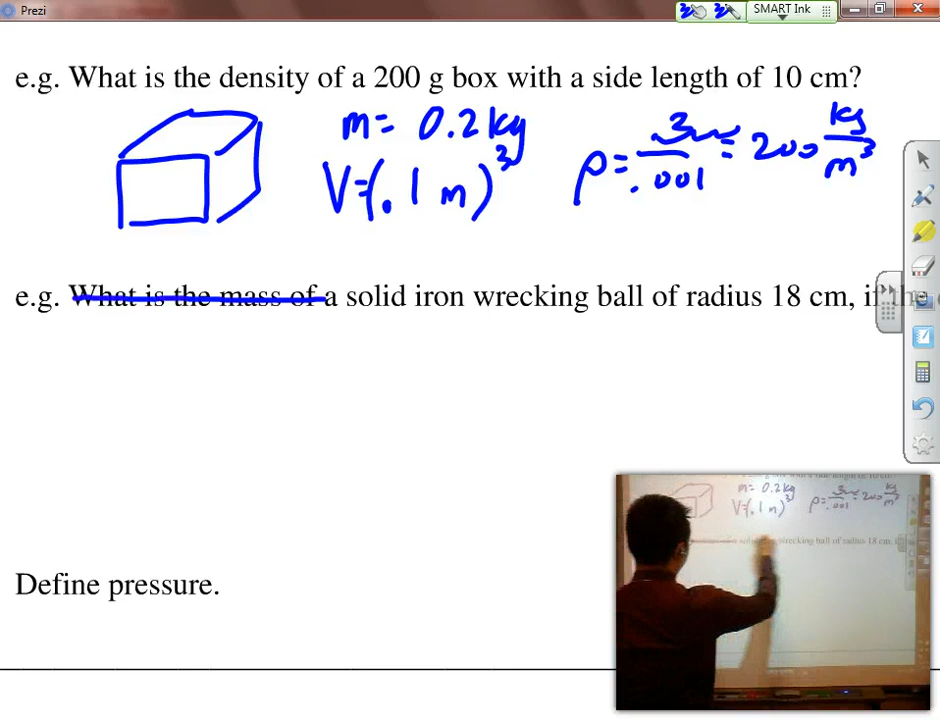 Prezi
SMART Ink
e.g. What is the density of a 200 g box with a side length of 10 cm?
m = 0.2 kg
V = (.1 m)³
ρ = .001 = 200 kg/m³
e.g. What is the mass of a solid iron wrecking ball of radius 18 cm, if the
Define pressure.